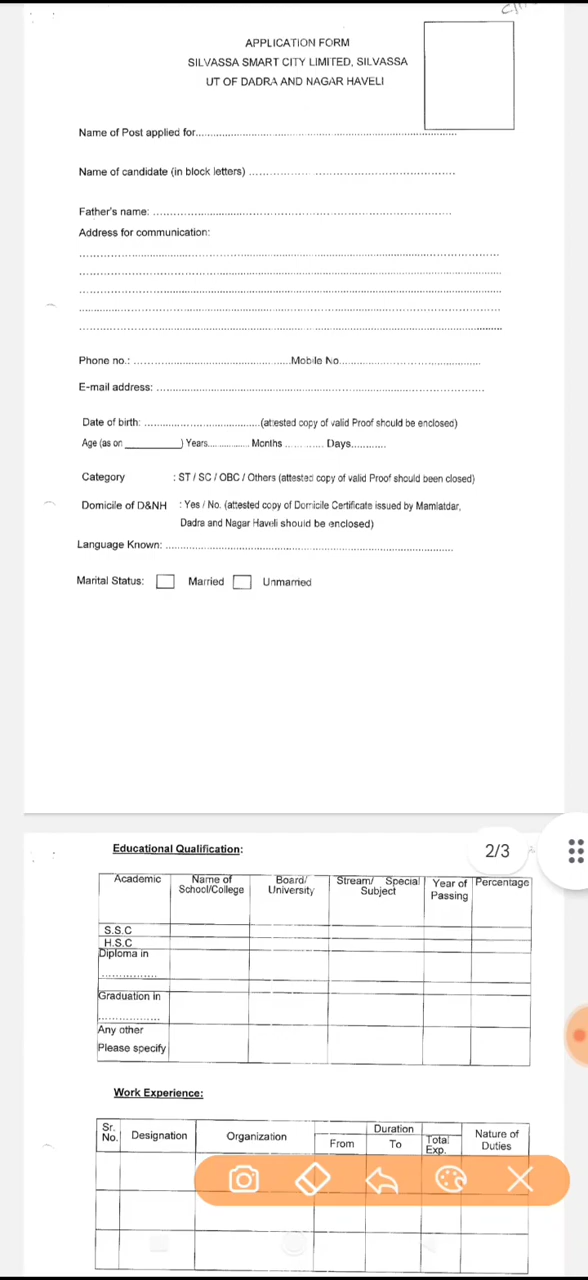 APPLICATION FORM
SILVASSA SMART CITY LIMITED, SILVASSA
UT OF DADRA AND NAGAR HAVELI
Name of Post applied for..............................................................
Name of candidate (in block letters) ..................................................
Father's name: ..............................................................
Address for communication:
Phone no.: .......................................Mobile No....................................
E-mail address: ..............................................................
Date of birth: ...............................(attested copy of valid Proof should be enclosed)
Age (as on __________) Years............... Months ............ Days............
Category : ST / SC / OBC / Others (attested copy of valid Proof should been closed)
Domicile of D&NH : Yes / No. (attested copy of Domicile Certificate issued by Mamlatdar,
Dadra and Nagar Haveli should be enclosed)
Language Known: ..............................................................
Marital Status: Married Unmarried
2/3
Educational Qualification:
Academic Name of School/College Board/ University Stream/ Special Subject Year of Passing Percentage
S.S.C
H.S.C
Diploma in
................
Graduation in
................
Any other
Please specify
Work Experience:
Sr. No. Designation Organization Duration From To Total Exp. Nature of Duties